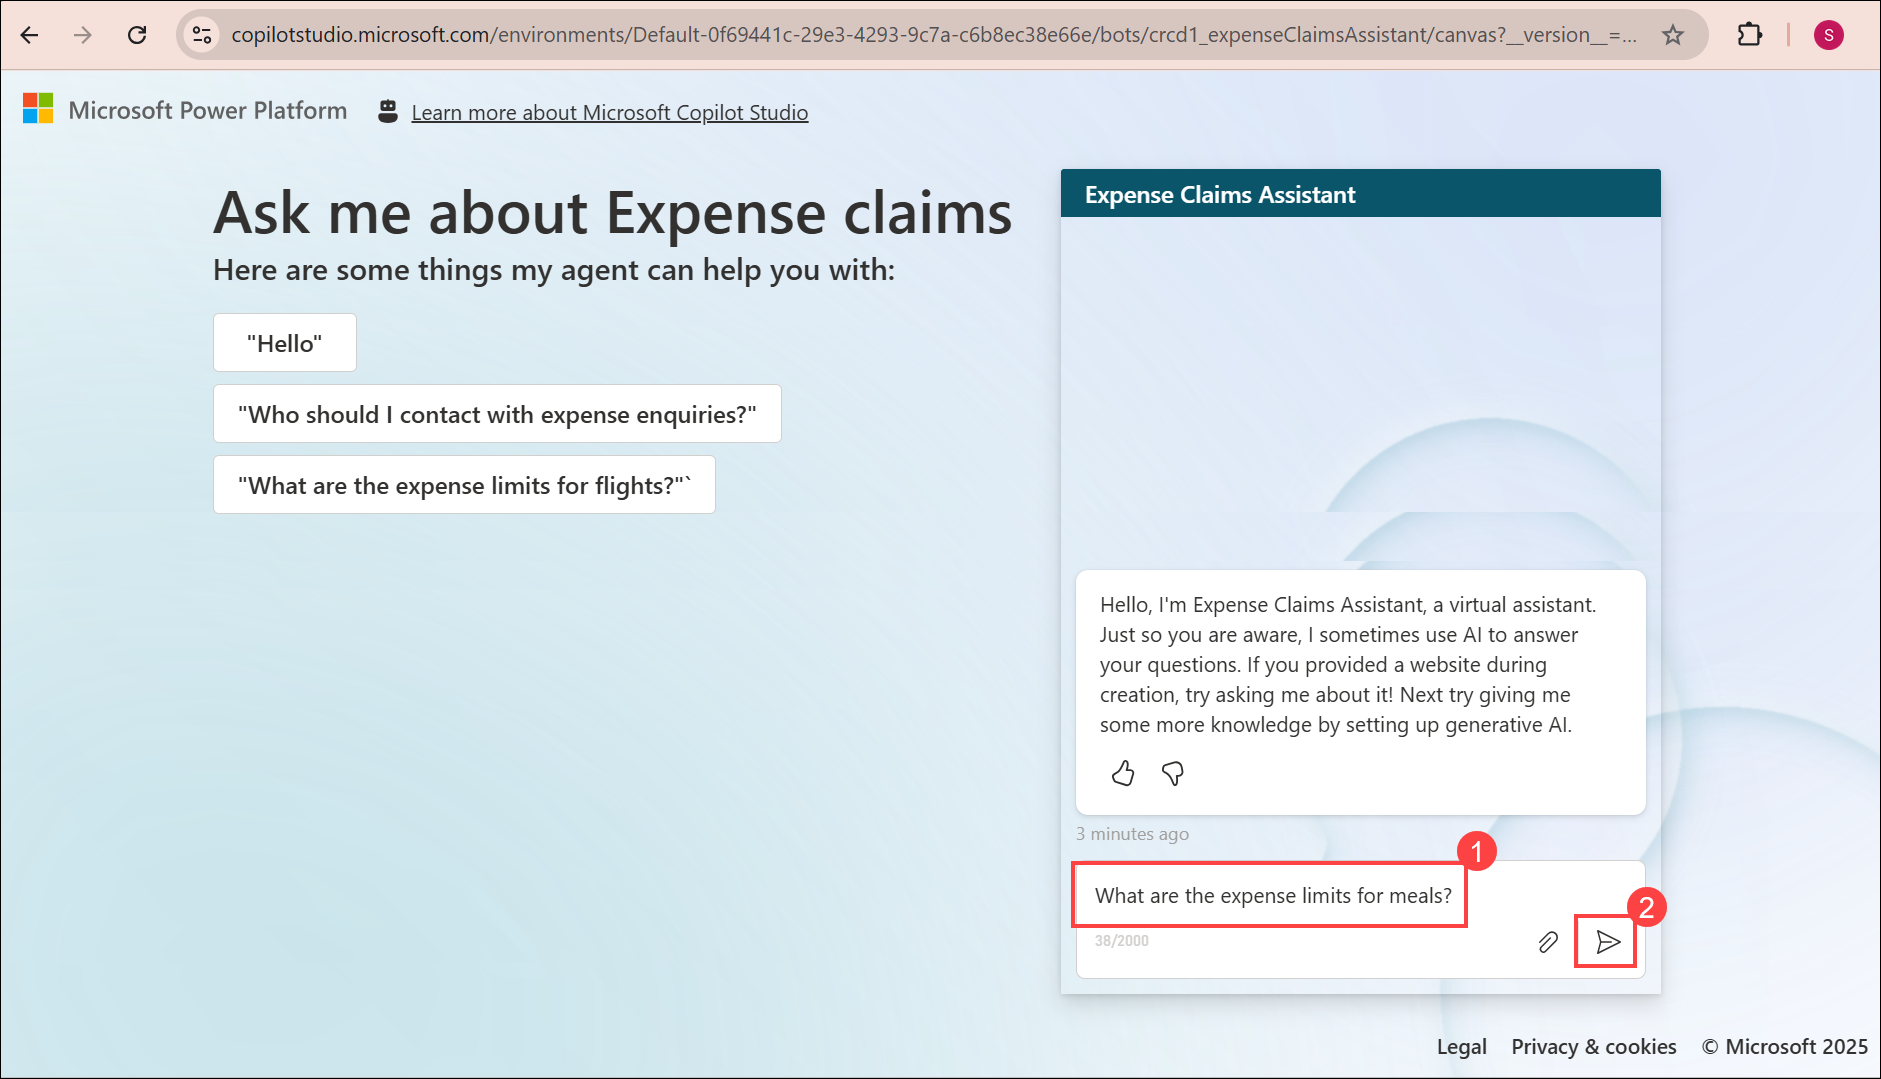 copilotstudio.microsoft.com/environments/Default-0f69441c-29e3-4293-9c7a-c6b8ec38e66e/bots/crcd1_expenseClaimsAssistant/canvas?__version__=...
S
Microsoft Power Platform
Learn more about Microsoft Copilot Studio
Ask me about Expense claims
Here are some things my agent can help you with:
"Hello"
"Who should I contact with expense enquiries?"
"What are the expense limits for flights?"`
Expense Claims Assistant
Hello, I'm Expense Claims Assistant, a virtual assistant.
Just so you are aware, I sometimes use AI to answer
your questions. If you provided a website during
creation, try asking me about it! Next try giving me
some more knowledge by setting up generative AI.
3 minutes ago
1
What are the expense limits for meals?
2
38/2000
Legal
Privacy & cookies
© Microsoft 2025